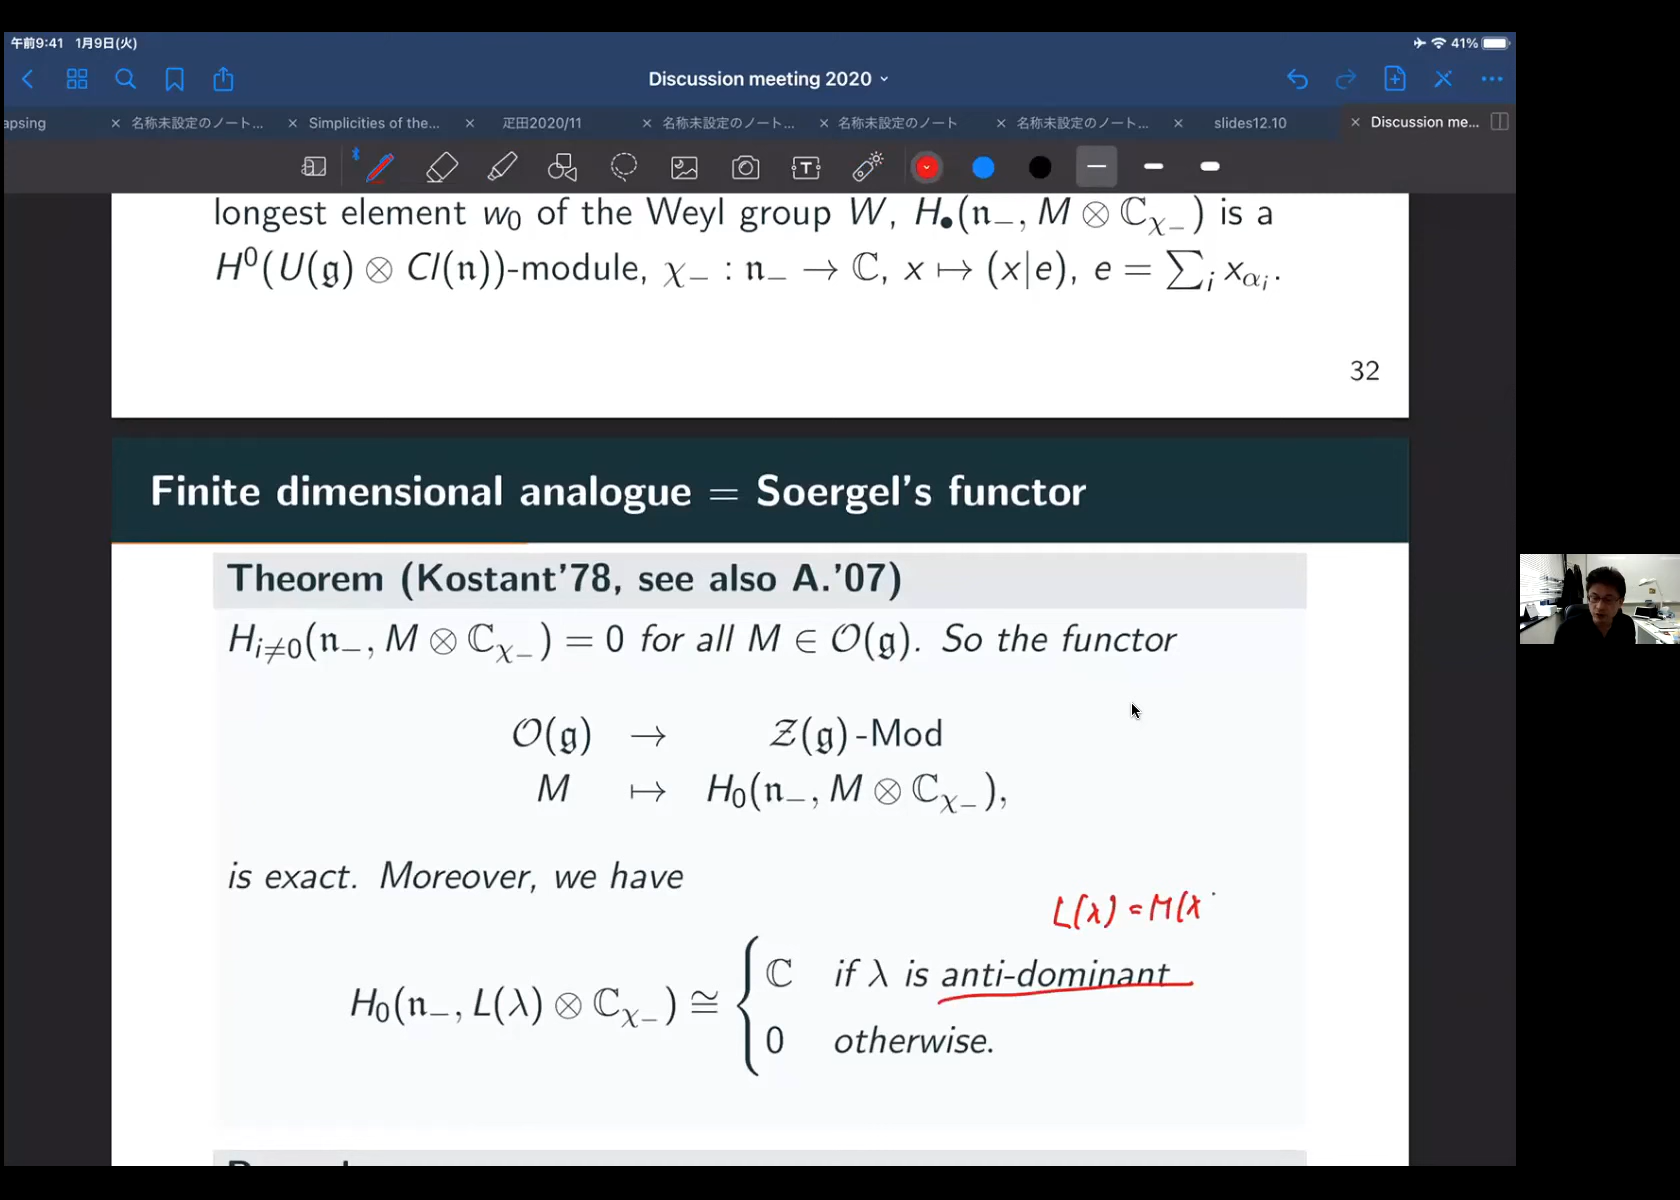 午前9:41 1月9日(火)
41%
Discussion meeting 2020
apsing
名称未設定のノート...
Simplicities of the...
疋田2020/11
名称未設定のノート...
名称未設定のノート
名称未設定のノート...
slides12.10
Discussion me...
longest element w₀ of the Weyl group W, H•(𝔫₋, M ⊗ ℂ_χ₋) is a
H⁰(U(𝔤) ⊗ Cl(𝔫))-module, χ₋ : 𝔫₋ → ℂ, x ↦ (x|e), e = ∑ᵢ x_αᵢ.
32
Finite dimensional analogue = Soergel's functor
Theorem (Kostant'78, see also A.'07)
H_{i≠0}(𝔫₋, M ⊗ ℂ_χ₋) = 0 for all M ∈ 𝒪(𝔤). So the functor
𝒪(𝔤) → 𝒵(𝔤)-Mod
M ↦ H₀(𝔫₋, M ⊗ ℂ_χ₋),
is exact. Moreover, we have
L(λ) = M(λ
H₀(𝔫₋, L(λ) ⊗ ℂ_χ₋) ≅ { ℂ if λ is anti-dominant
0 otherwise.